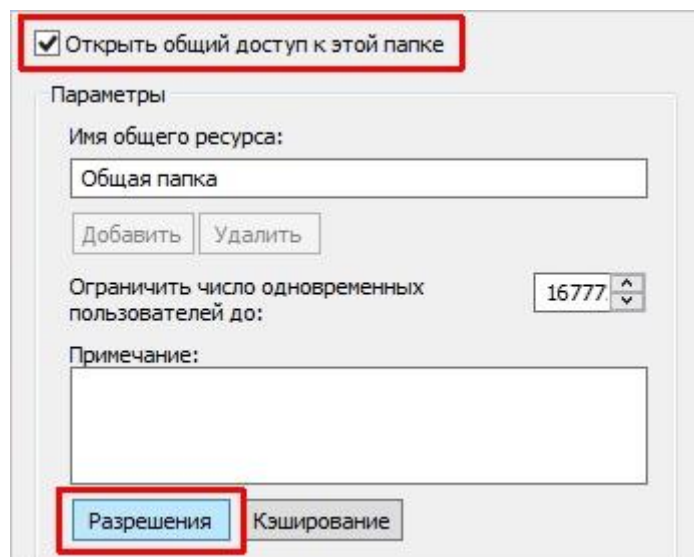 Открыть общий доступ к этой папке
Параметры
Имя общего ресурса:
Общая папка
Добавить Удалить
Ограничить число одновременных
пользователей до:
16777
Примечание:
Разрешения Кэширование